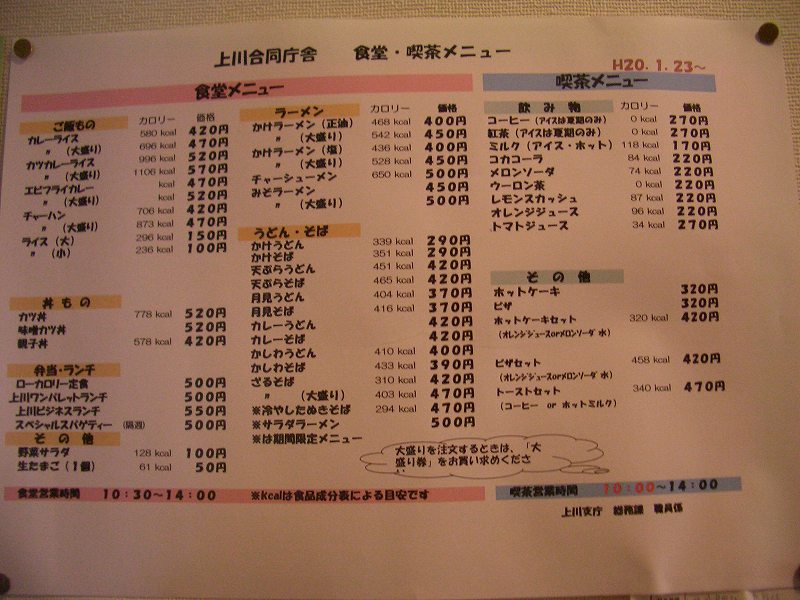 上川合同庁舎　食堂・喫茶メニュー
H20.1.23～
食堂メニュー
ご飯もの　カロリー　価格
カレーライス　580 kcal　420円
〃（大盛り）　696 kcal　470円
カツカレーライス　996 kcal　520円
〃（大盛り）　1106 kcal　570円
エビフライカレー　kcal　470円
〃（大盛り）　kcal　520円
チャーハン　706 kcal　420円
〃（大盛り）　873 kcal　470円
ライス（大）　296 kcal　150円
〃（小）　236 kcal　100円
丼もの
カツ丼　778 kcal　520円
味噌カツ丼　520円
親子丼　578 kcal　420円
弁当・ランチ
ローカロリー定食　500円
上川ワンパレットランチ　500円
上川ビジネスランチ　550円
スペシャルスパゲティー（隔週）　500円
その他
野菜サラダ　128 kcal　100円
生たまご（1個）　61 kcal　50円
ラーメン　カロリー　価格
かけラーメン（正油）　468 kcal　400円
〃（大盛り）　542 kcal　450円
かけラーメン（塩）　436 kcal　400円
〃（大盛り）　528 kcal　450円
チャーシューメン　650 kcal　500円
みそラーメン　450円
〃（大盛り）　500円
うどん・そば
かけうどん　339 kcal　290円
かけそば　351 kcal　290円
天ぷらうどん　451 kcal　420円
天ぷらそば　465 kcal　420円
月見うどん　404 kcal　370円
月見そば　416 kcal　370円
カレーうどん　420円
カレーそば　420円
かしわうどん　410 kcal　400円
かしわそば　433 kcal　390円
ざるそば　310 kcal　420円
〃（大盛り）　403 kcal　470円
※冷やしたぬきそば　294 kcal　470円
※サラダラーメン　500円
※は期間限定メニュー
大盛りを注文するときは、「大
盛り券」をお買い求めくださ
い
食堂営業時間　10：30～14：00　※kcalは食品成分表による目安です
喫茶メニュー
飲み物　カロリー　価格
コーヒー（アイスは夏期のみ）　0 kcal　270円
紅茶（アイスは夏期のみ）　0 kcal　270円
ミルク（アイス・ホット）　118 kcal　170円
コカコーラ　84 kcal　220円
メロンソーダ　74 kcal　220円
ウーロン茶　0 kcal　220円
レモンスカッシュ　87 kcal　220円
オレンジジュース　96 kcal　220円
トマトジュース　34 kcal　270円
その他
ホットケーキ　320円
ピザ　320円
ホットケーキセット　320 kcal　420円
（オレンジジュースorメロンソーダ 水）
ピザセット　458 kcal　420円
（オレンジジュースorメロンソーダ 水）
トーストセット　340 kcal　470円
（コーヒー or ホットミルク）
喫茶営業時間　10：00～14：00
上川支庁　総務課　職員係